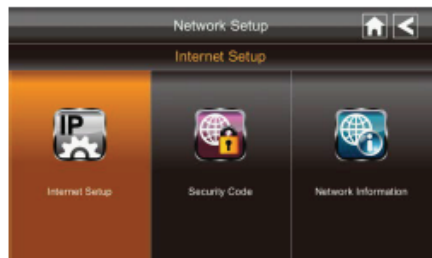 Network Setup
Internet Setup
IP
Internet Setup
Security Code
Network Information